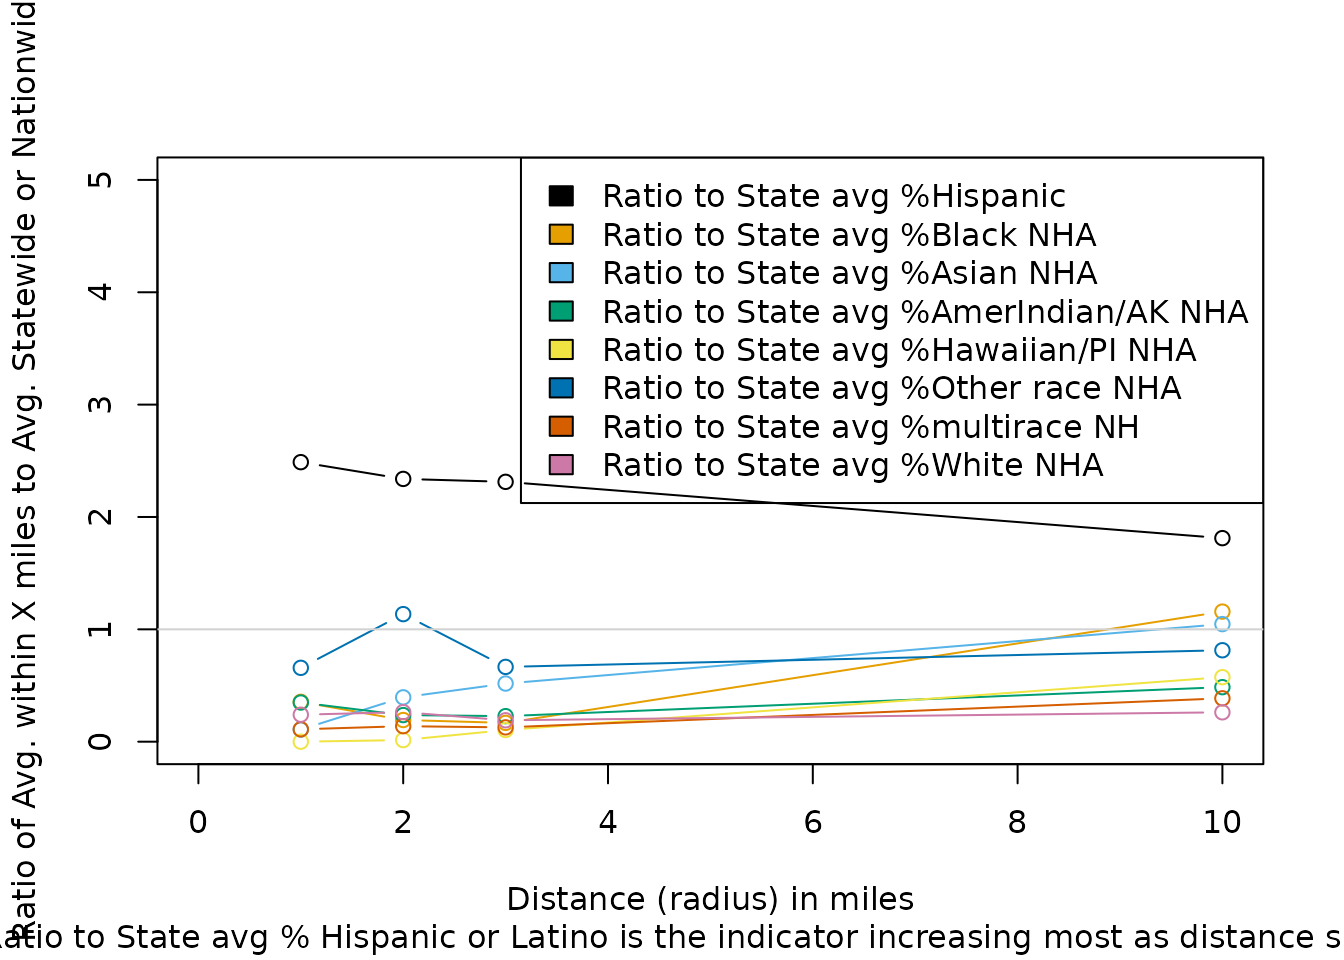 Ratio of Avg. within X miles to Avg. Statewide or Nationwid
5
4
3
2
1
0
Ratio to State avg %Hispanic
Ratio to State avg %Black NHA
Ratio to State avg %Asian NHA
Ratio to State avg %AmerIndian/AK NHA
Ratio to State avg %Hawaiian/PI NHA
Ratio to State avg %Other race NHA
Ratio to State avg %multirace NH
Ratio to State avg %White NHA
0 2 4 6 8 10
Distance (radius) in miles
atio to State avg % Hispanic or Latino is the indicator increasing most as distance s